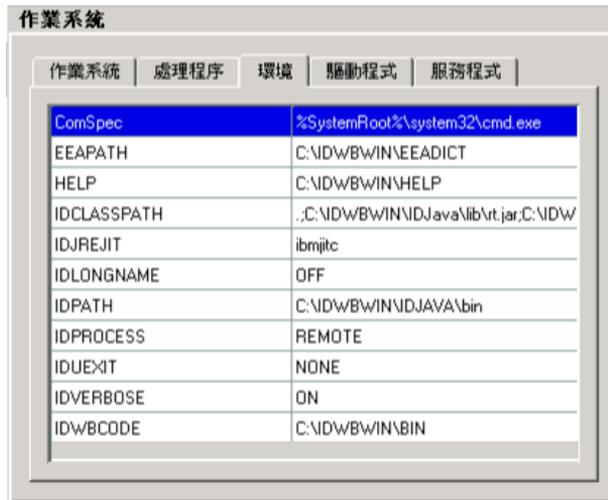 作業系統
作業系統 處理程序 環境 驅動程式 服務程式
ComSpec %SystemRoot%\system32\cmd.exe
EEAPATH C:\IDWBWIN\EEADICT
HELP C:\IDWBWIN\HELP
IDCLASSPATH .;C:\IDWBWIN\IDJava\lib\rt.jar;C:\IDW
IDJREJIT ibmjitc
IDLONGNAME OFF
IDPATH C:\IDWBWIN\IDJAVA\bin
IDPROCESS REMOTE
IDUEXIT NONE
IDVERBOSE ON
IDWBCODE C:\IDWBWIN\BIN